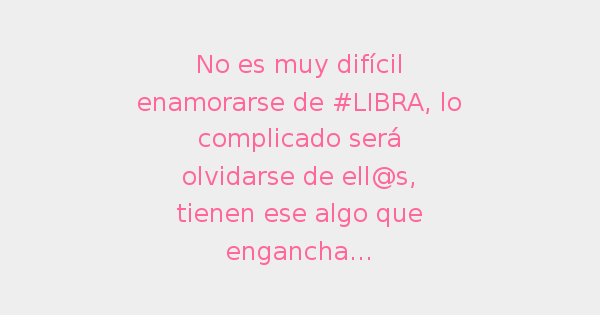 No es muy difícil
enamorarse de #LIBRA, lo
complicado será
olvidarse de ell@s,
tienen ese algo que
engancha...